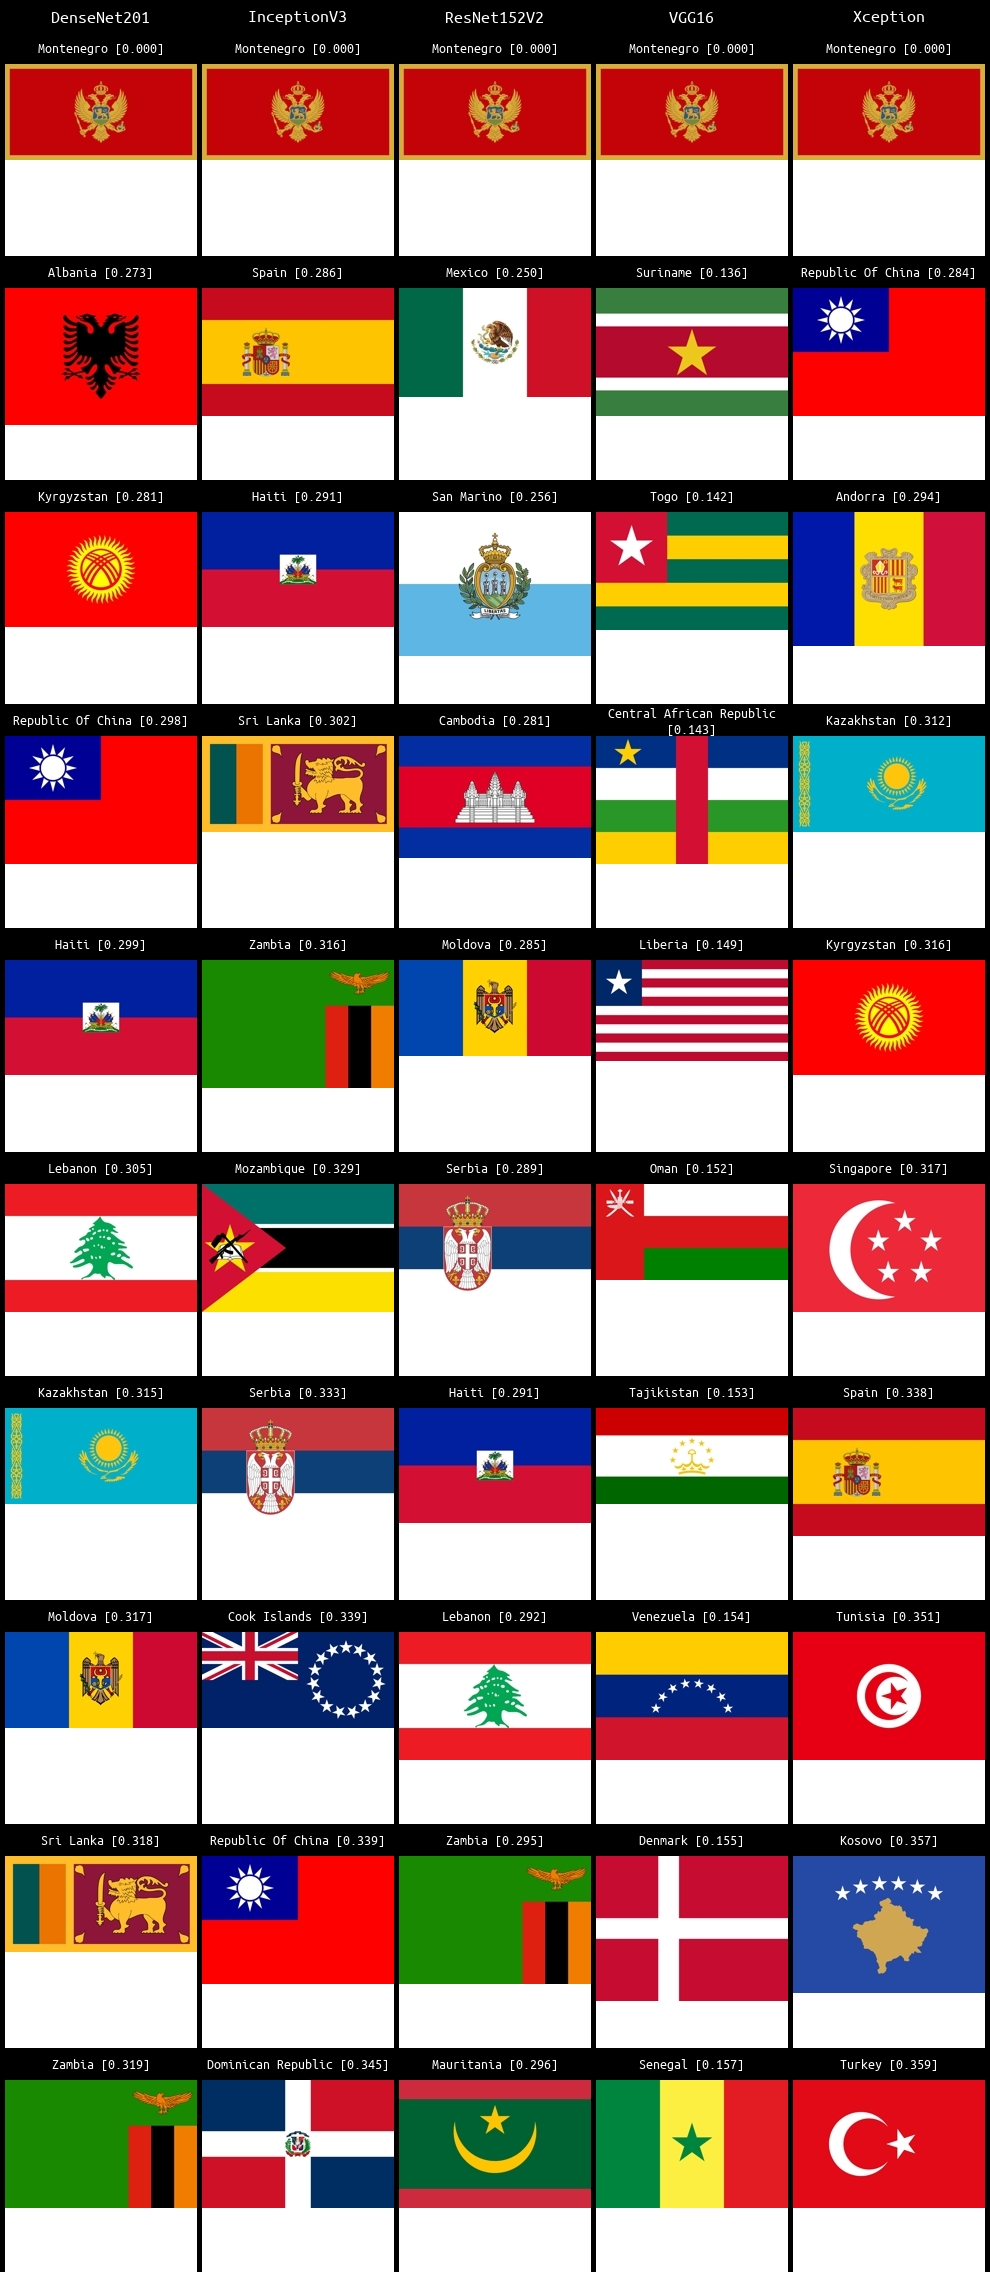 DenseNet201 InceptionV3 ResNet152V2 VGG16 Xception
Montenegro [0.000] Montenegro [0.000] Montenegro [0.000] Montenegro [0.000] Montenegro [0.000]
Albania [0.273] Spain [0.286] Mexico [0.250] Suriname [0.136] Republic Of China [0.284]
Kyrgyzstan [0.281] Haiti [0.291] San Marino [0.256] Togo [0.142] Andorra [0.294]
LIBERTAS
Republic Of China [0.298] Sri Lanka [0.302] Cambodia [0.281] Central African Republic [0.143] Kazakhstan [0.312]
Haiti [0.299] Zambia [0.316] Moldova [0.285] Liberia [0.149] Kyrgyzstan [0.316]
Lebanon [0.305] Mozambique [0.329] Serbia [0.289] Oman [0.152] Singapore [0.317]
Kazakhstan [0.315] Serbia [0.333] Haiti [0.291] Tajikistan [0.153] Spain [0.338]
Moldova [0.317] Cook Islands [0.339] Lebanon [0.292] Venezuela [0.154] Tunisia [0.351]
Sri Lanka [0.318] Republic Of China [0.339] Zambia [0.295] Denmark [0.155] Kosovo [0.357]
Zambia [0.319] Dominican Republic [0.345] Mauritania [0.296] Senegal [0.157] Turkey [0.359]